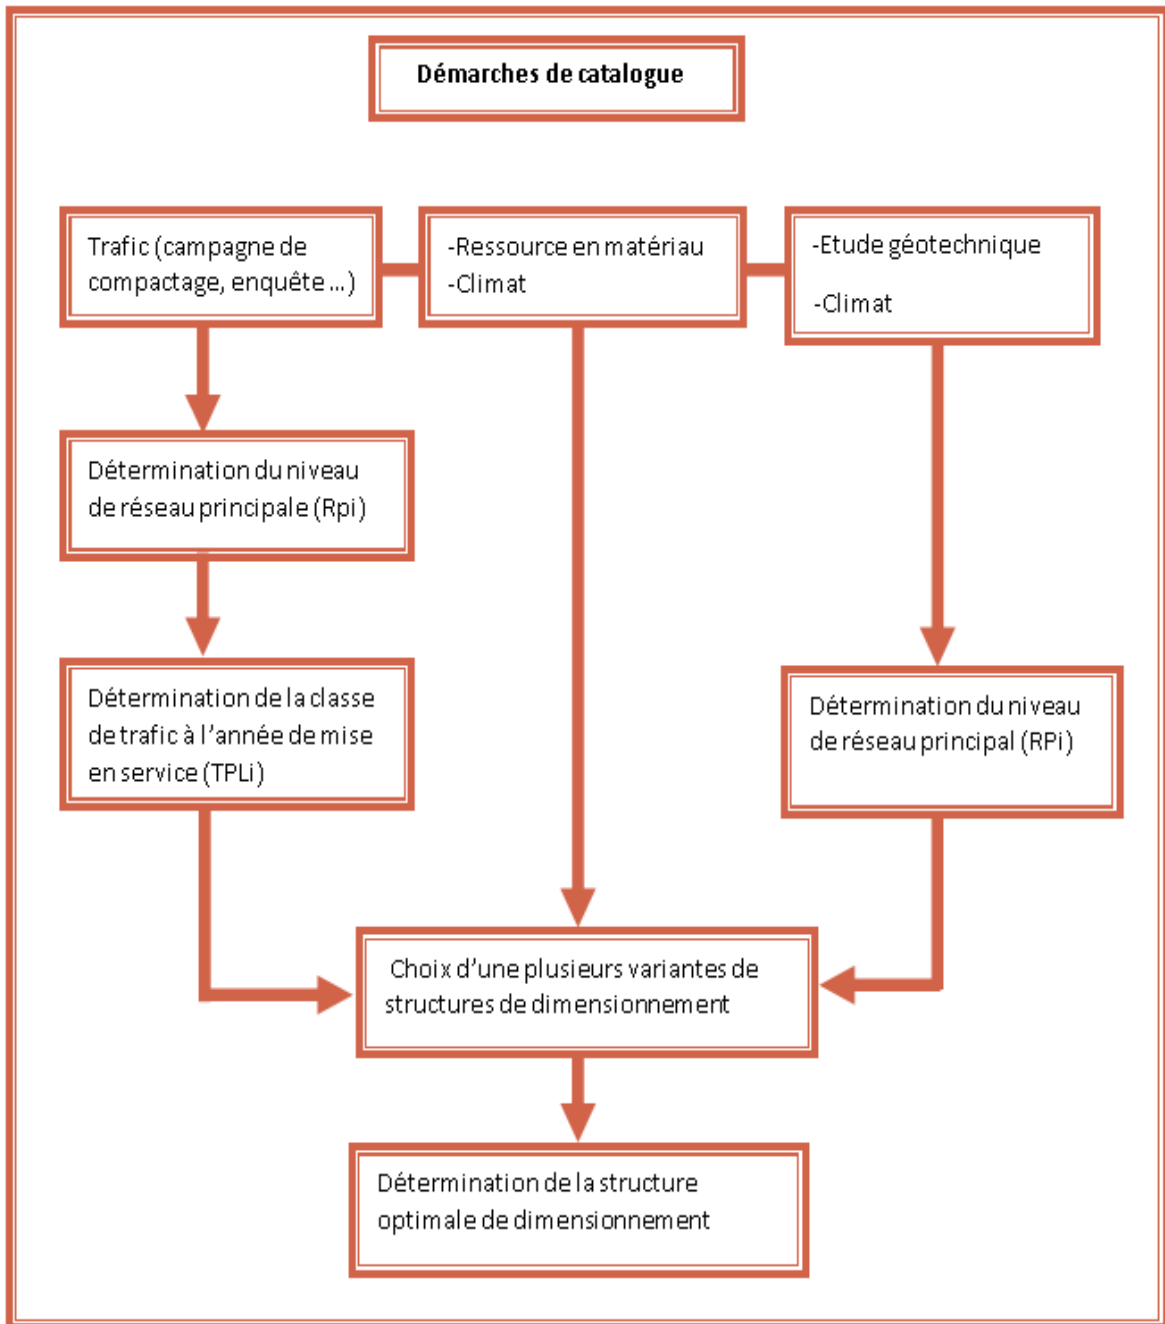 Démarches de catalogue
Trafic (campagne de
compactage, enquête ...)
-Ressource en matériau
-Climat
-Etude géotechnique
-Climat
Détermination du niveau
de réseau principale (Rpi)
Détermination de la classe
de trafic à l'année de mise
en service (TPLi)
Détermination du niveau
de réseau principal (RPi)
Choix d'une plusieurs variantes de
structures de dimensionnement
Détermination de la structure
optimale de dimensionnement